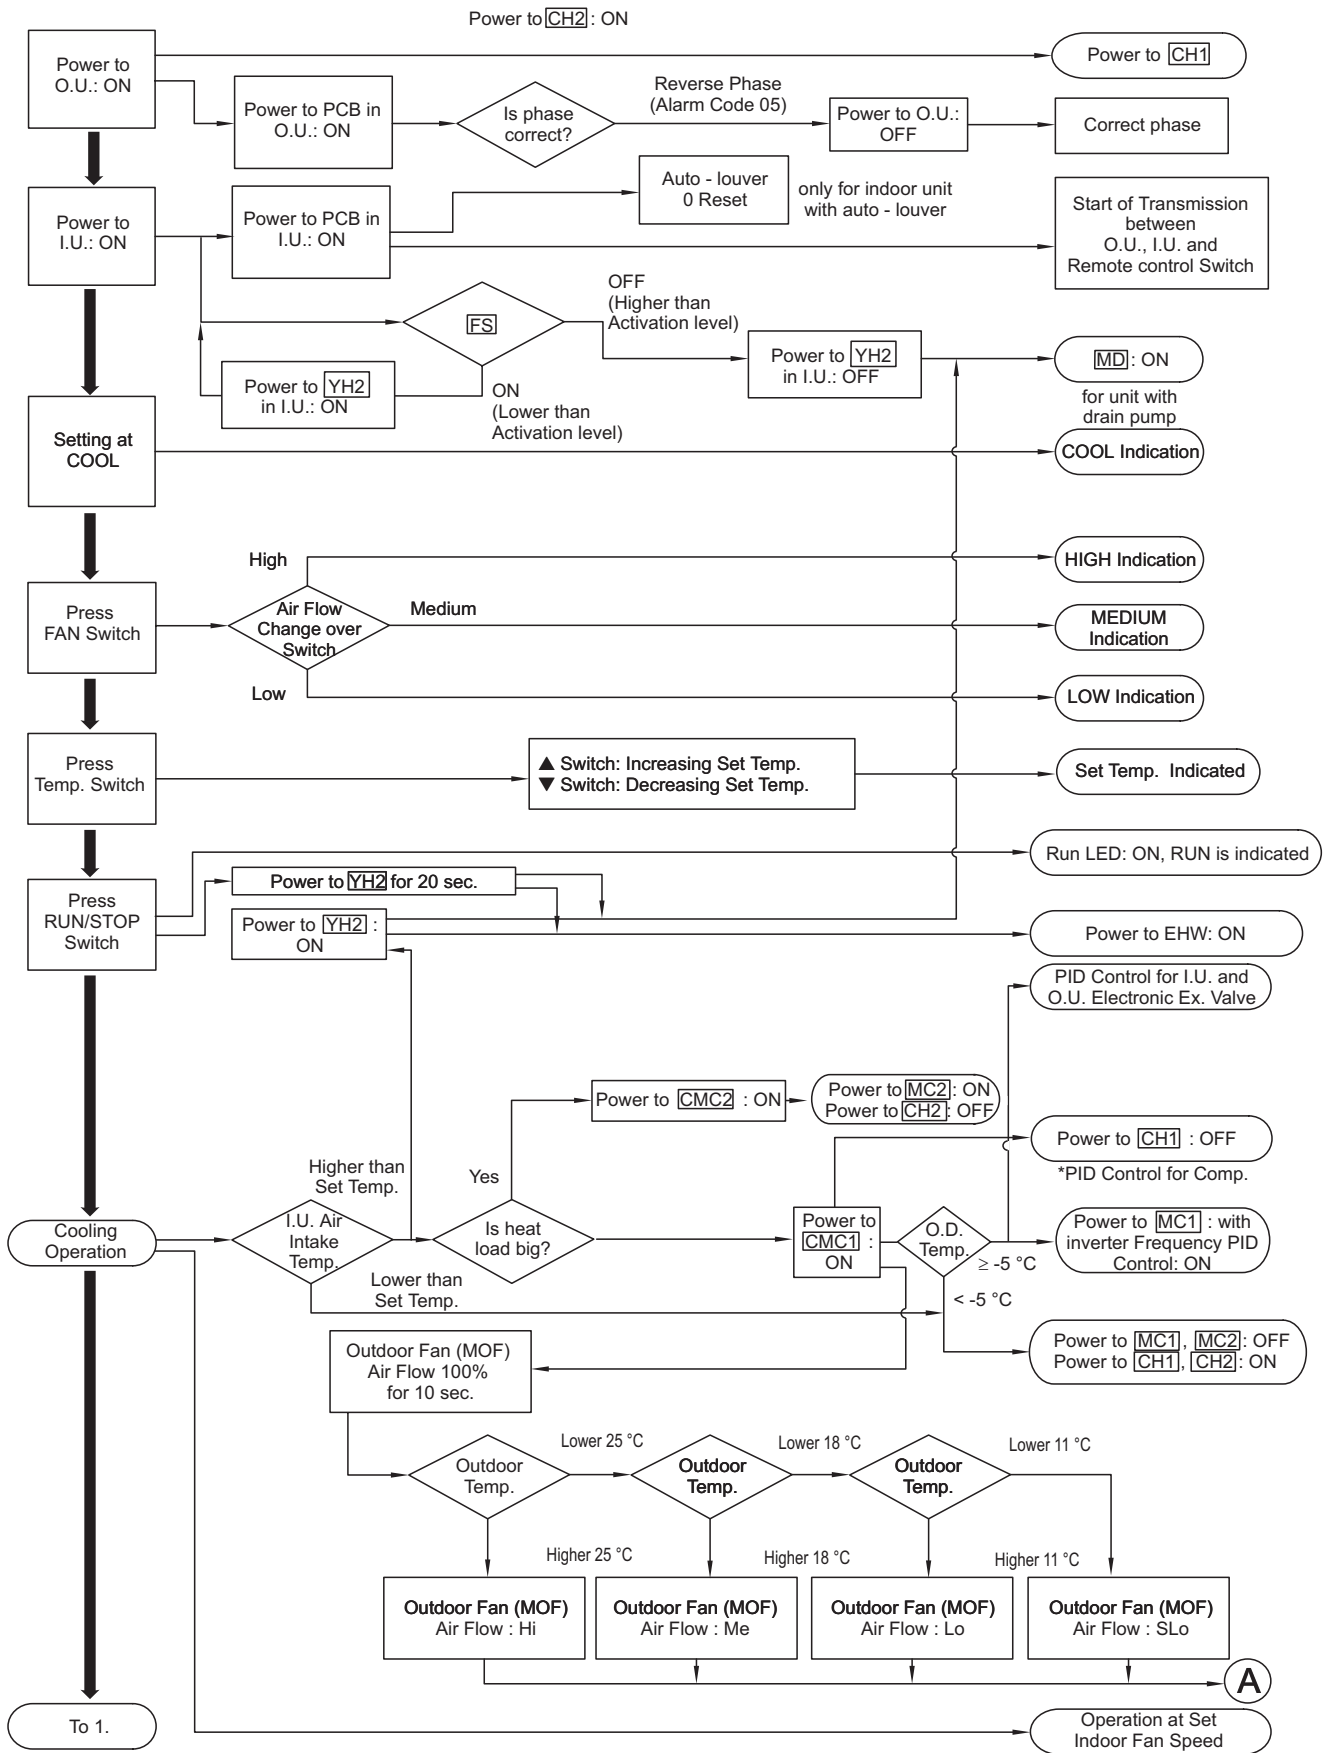 Power to CH2 : ON
Power to
O.U.: ON
Power to CH1
Power to PCB in
O.U.: ON
Is phase
correct?
Reverse Phase
(Alarm Code 05)
Power to O.U.:
OFF
Correct phase
Power to
I.U.: ON
Power to PCB in
I.U.: ON
Auto - louver
0 Reset
only for indoor unit
with auto - louver
Start of Transmission
between
O.U., I.U. and
Remote control Switch
FS
OFF
(Higher than
Activation level)
Power to YH2
in I.U.: ON
ON
(Lower than
Activation level)
Power to YH2
in I.U.: OFF
MD : ON
for unit with
drain pump
Setting at
COOL
COOL Indication
Press
FAN Switch
High
Air Flow
Change over
Switch
Medium
Low
HIGH Indication
MEDIUM
Indication
LOW Indication
Press
Temp. Switch
▲ Switch: Increasing Set Temp.
▼ Switch: Decreasing Set Temp.
Set Temp. Indicated
Press
RUN/STOP
Switch
Run LED: ON, RUN is indicated
Power to YH2 for 20 sec.
Power to YH2 :
ON
Power to EHW: ON
PID Control for I.U. and
O.U. Electronic Ex. Valve
Power to CMC2 : ON
Power to MC2 : ON
Power to CH2 : OFF
Power to CH1 : OFF
*PID Control for Comp.
Cooling
Operation
I.U. Air
Intake
Temp.
Higher than
Set Temp.
Lower than
Set Temp.
Yes
Is heat
load big?
Power to
CMC1 :
ON
O.D.
Temp.
≥ -5 °C
< -5 °C
Power to MC1 : with
inverter Frequency PID
Control: ON
Power to MC1 , MC2 : OFF
Power to CH1 , CH2 : ON
Outdoor Fan (MOF)
Air Flow 100%
for 10 sec.
Outdoor
Temp.
Lower 25 °C
Outdoor
Temp.
Lower 18 °C
Outdoor
Temp.
Lower 11 °C
Higher 25 °C
Higher 18 °C
Higher 11 °C
Outdoor Fan (MOF)
Air Flow : Hi
Outdoor Fan (MOF)
Air Flow : Me
Outdoor Fan (MOF)
Air Flow : Lo
Outdoor Fan (MOF)
Air Flow : SLo
A
To 1.
Operation at Set
Indoor Fan Speed